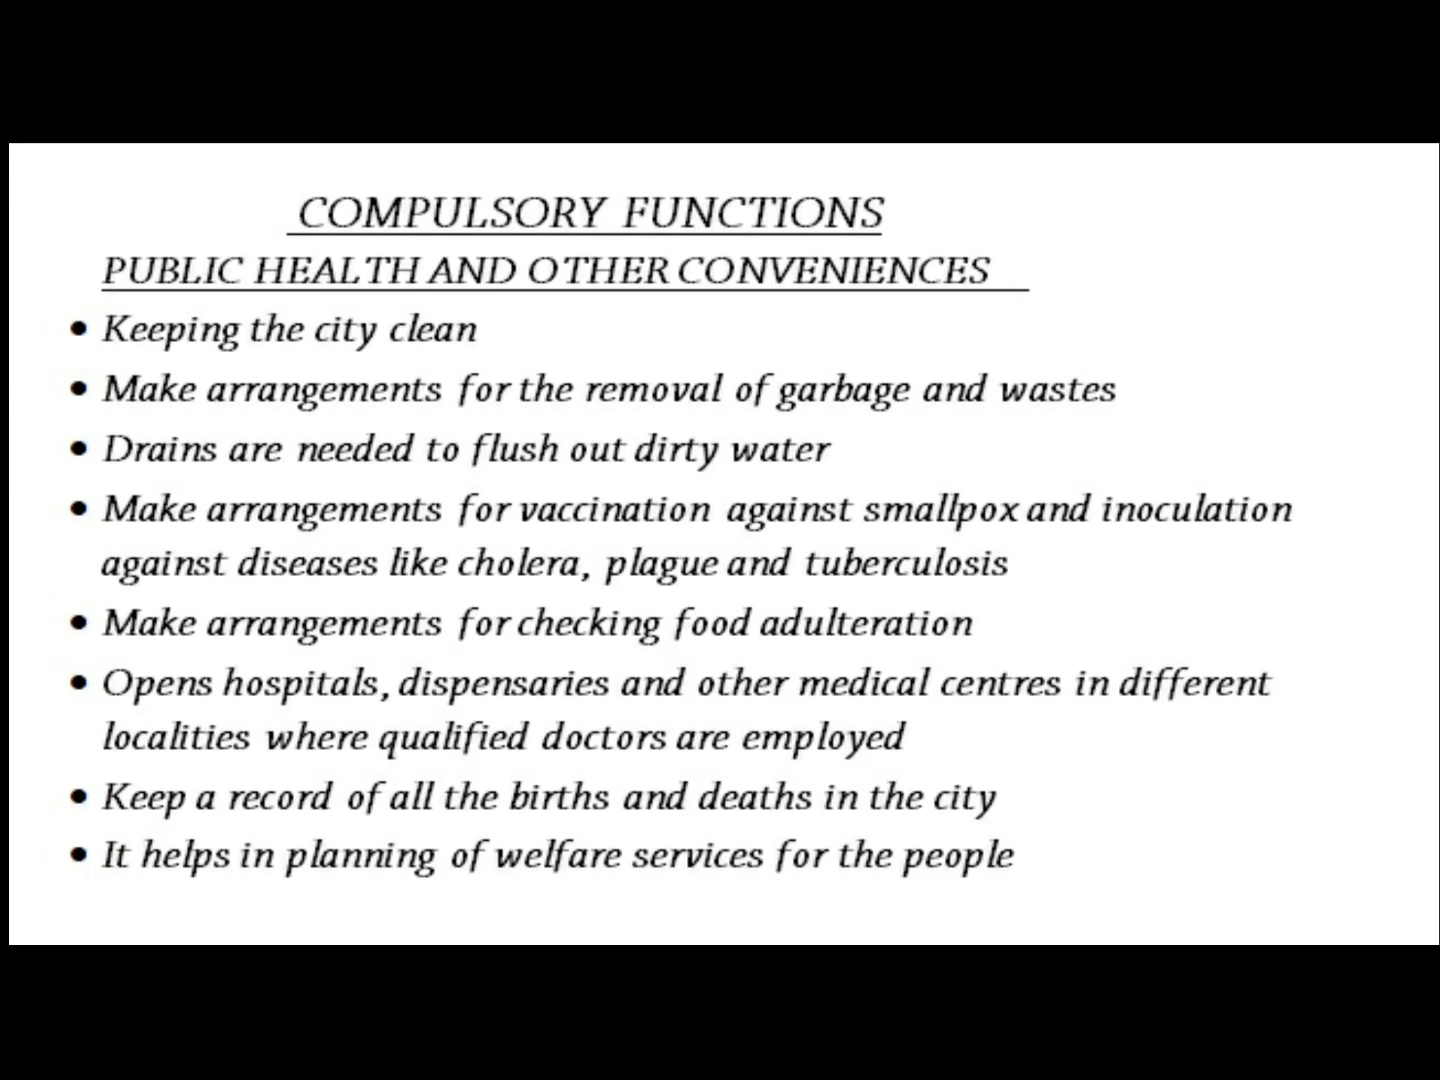 COMPULSORY FUNCTIONS
PUBLIC HEALTH AND OTHER CONVENIENCES
• Keeping the city clean
• Make arrangements for the removal of garbage and wastes
• Drains are needed to flush out dirty water
• Make arrangements for vaccination against smallpox and inoculation
against diseases like cholera, plague and tuberculosis
• Make arrangements for checking food adulteration
• Opens hospitals, dispensaries and other medical centres in different
localities where qualified doctors are employed
• Keep a record of all the births and deaths in the city
• It helps in planning of welfare services for the people